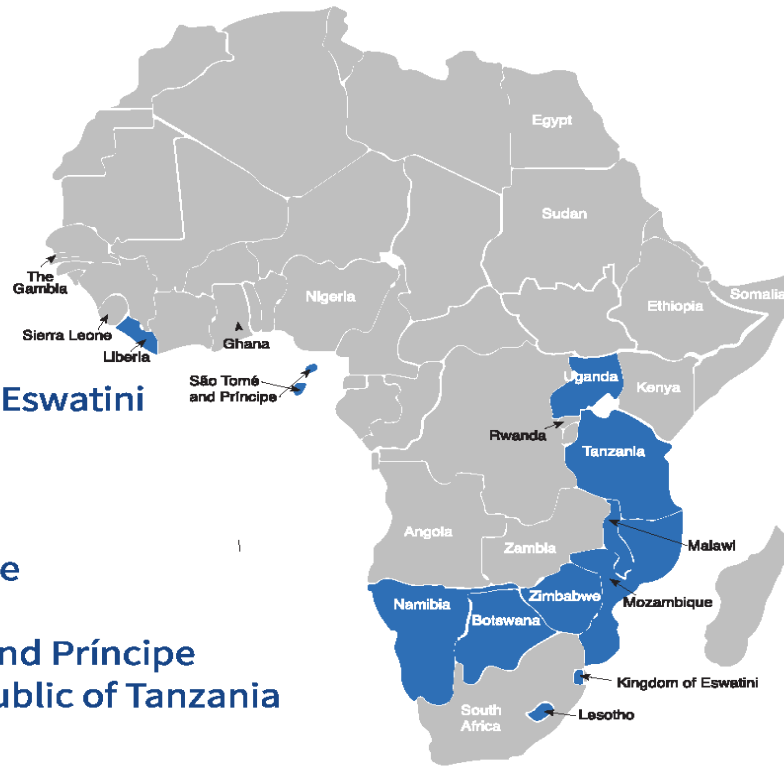 Egypt
Sudan
The
Gambia
Nigeria
Ethiopia
Somalia
Sierra Leone
Liberia
Ghana
São Tomé
and Príncipe
Uganda
Kenya
Eswatini
Rwanda
Tanzania
Angola
Zambia
Malawi
e
Namibia
Zimbabwe
Mozambique
Botswana
nd Príncipe
ublic of Tanzania
Kingdom of Eswatini
South
Africa
Lesotho